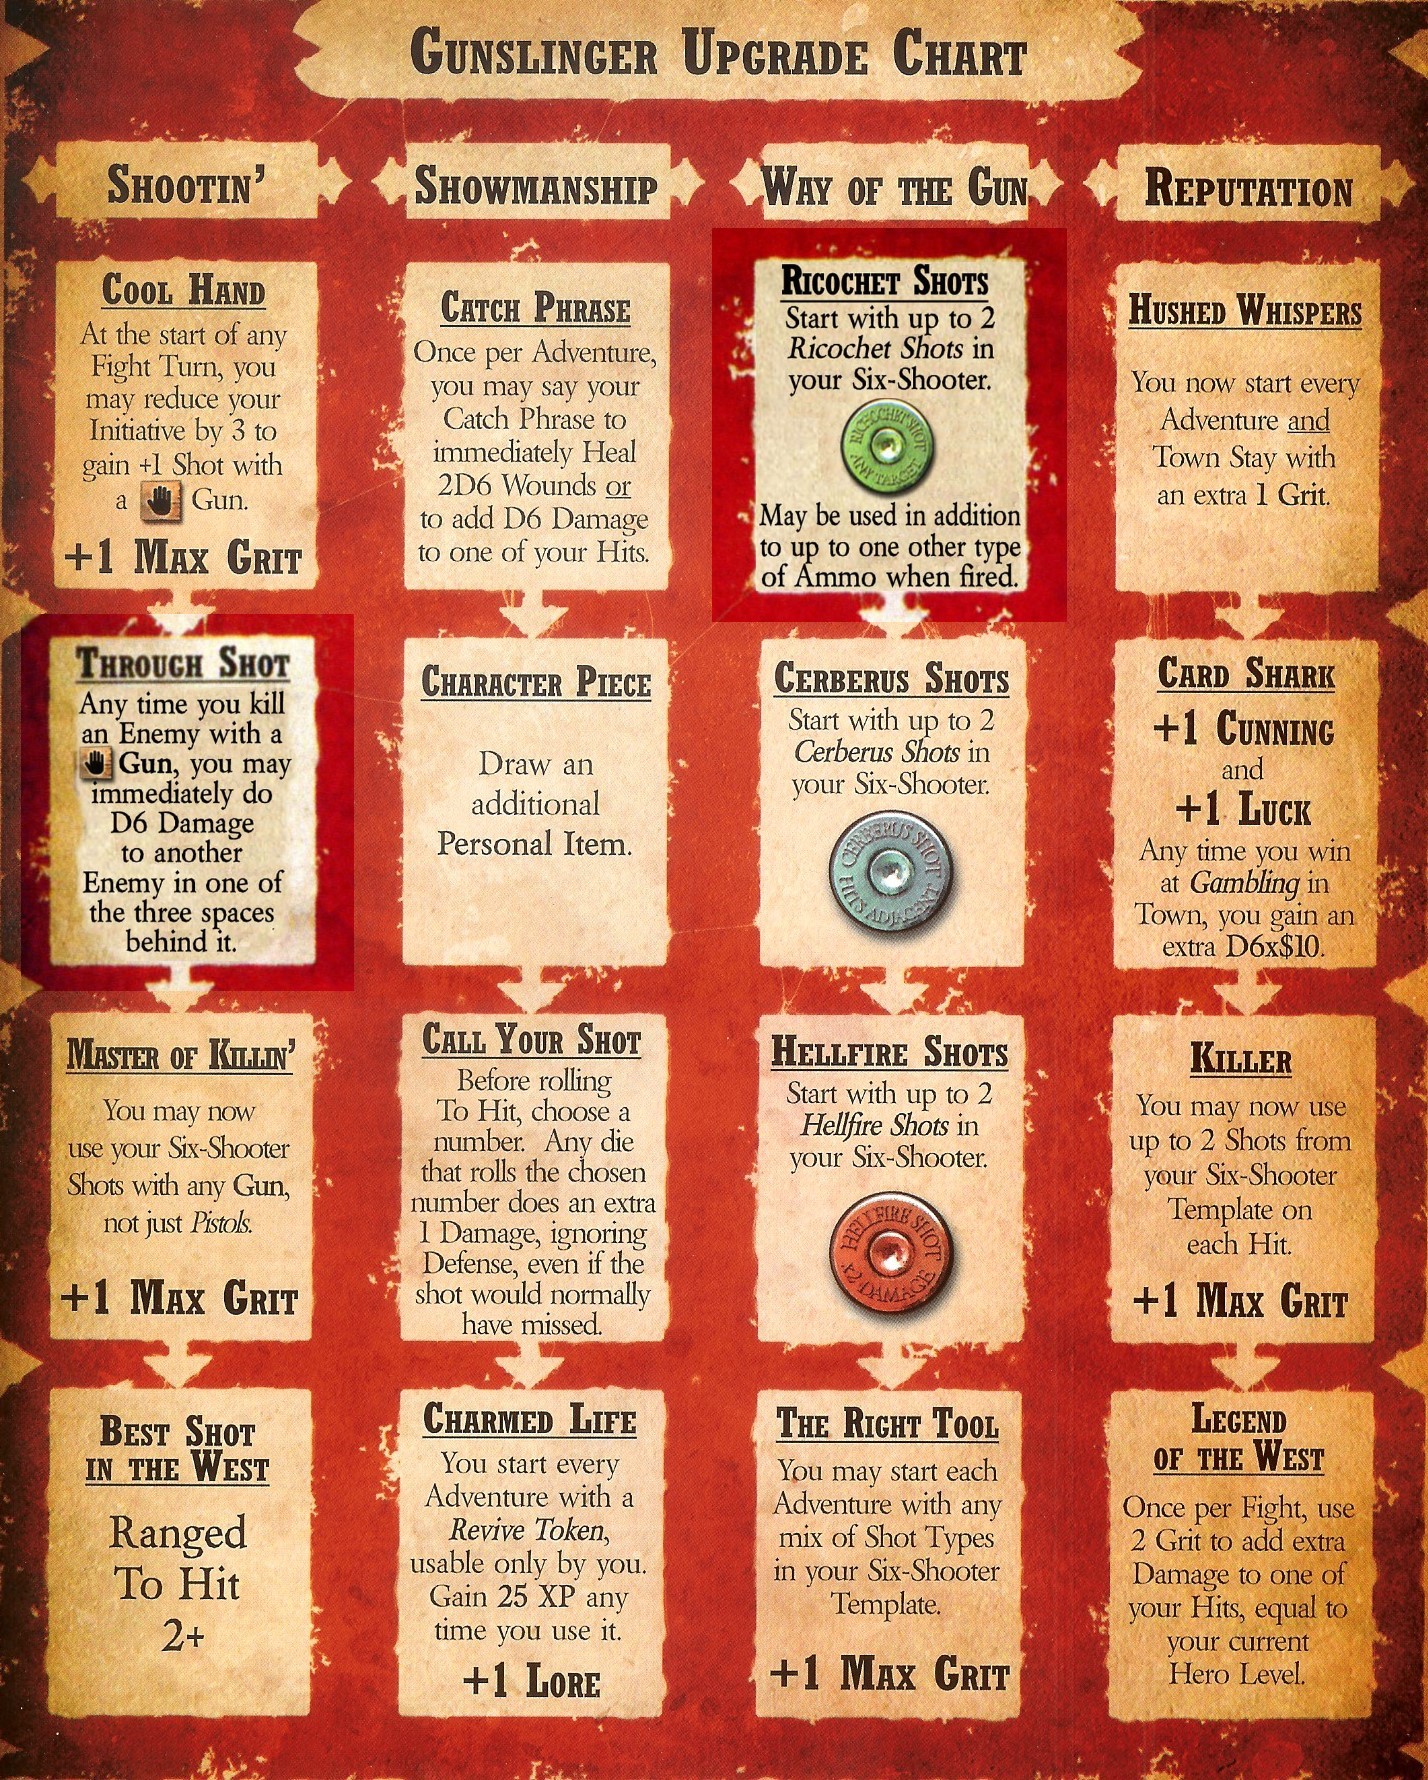 Gunslinger Upgrade Chart
Shootin'
Cool Hand
At the start of any
Fight Turn, you
may reduce your
Initiative by 3 to
gain +1 Shot with
a Gun.
+1 Max Grit
Through Shot
Any time you kill
an Enemy with a
Gun, you may
immediately do
D6 Damage
to another
Enemy in one of
the three spaces
behind it.
Master of Killin'
You may now
use your Six-Shooter
Shots with any Gun,
not just Pistols.
+1 Max Grit
Best Shot
in the West
Ranged
To Hit
2+
Showmanship
Catch Phrase
Once per Adventure,
you may say your
Catch Phrase to
immediately Heal
2D6 Wounds or
to add D6 Damage
to one of your Hits.
Character Piece
Draw an
additional
Personal Item.
Call Your Shot
Before rolling
To Hit, choose a
number. Any die
that rolls the chosen
number does an extra
1 Damage, ignoring
Defense, even if the
shot would normally
have missed.
Charmed Life
You start every
Adventure with a
Revive Token,
usable only by you.
Gain 25 XP any
time you use it.
+1 Lore
Way of the Gun
Ricochet Shots
Start with up to 2
Ricochet Shots in
your Six-Shooter.
RICOCHET SHOT
ANY TARGET
May be used in addition
to up to one other type
of Ammo when fired.
Cerberus Shots
Start with up to 2
Cerberus Shots in
your Six-Shooter.
CERBERUS SHOT
HITS ADJACENT
Hellfire Shots
Start with up to 2
Hellfire Shots in
your Six-Shooter.
HELLFIRE SHOT
x2 DAMAGE
The Right Tool
You may start each
Adventure with any
mix of Shot Types
in your Six-Shooter
Template.
+1 Max Grit
Reputation
Hushed Whispers
You now start every
Adventure and
Town Stay with
an extra 1 Grit.
Card Shark
+1 Cunning
and
+1 Luck
Any time you win
at Gambling in
Town, you gain an
extra D6x$10.
Killer
You may now use
up to 2 Shots from
your Six-Shooter
Template on
each Hit.
+1 Max Grit
Legend
of the West
Once per Fight, use
2 Grit to add extra
Damage to one of
your Hits, equal to
your current
Hero Level.